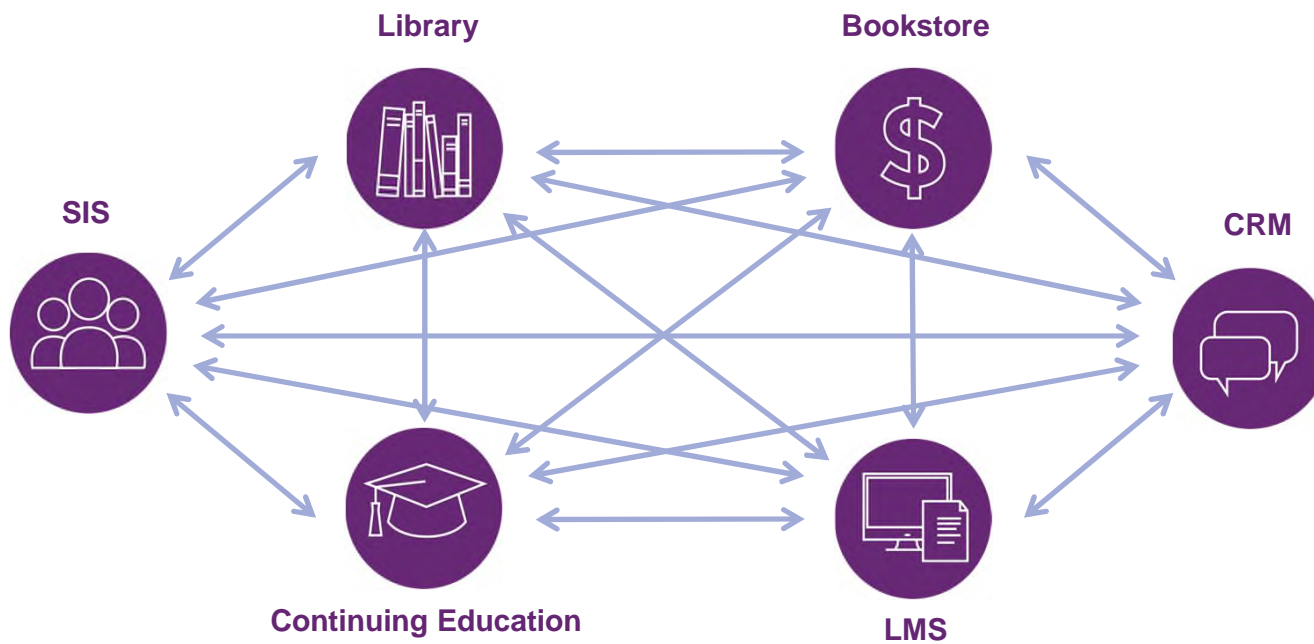 Library
Bookstore
SIS
CRM
Continuing Education
LMS